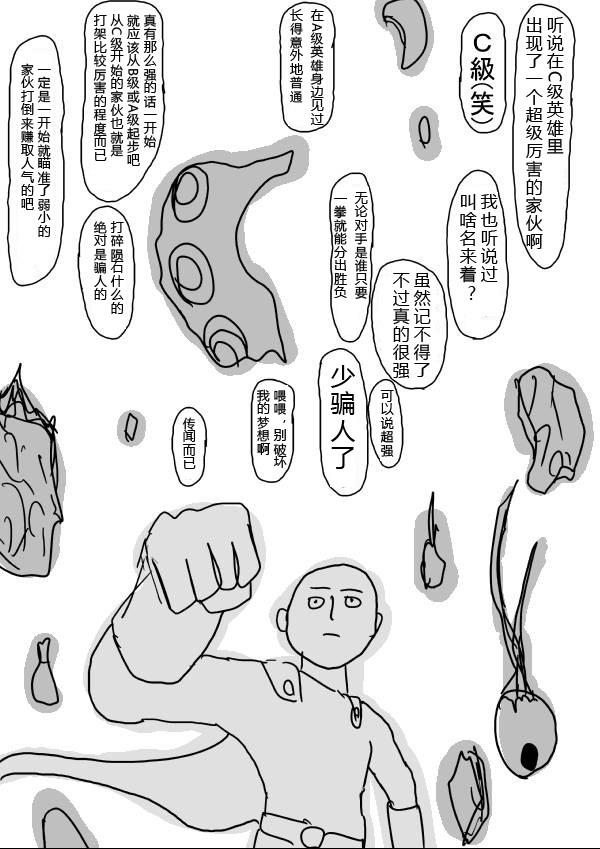 听说在C级英雄里
出现了一个超级厉害的家伙啊
C級(笑)
我也听说过
叫啥名来着？
虽然记不得了
不过真的很强
可以说超强
在A级英雄身边见过
长得意外地普通
无论对手是谁只要
一拳就能分出胜负
少骗人了
喂喂，别破坏
我的梦想啊
真有那么强的话一开始
就应该从B级或A级起步吧
从C级开始的家伙也就是
打架比较厉害的程度而已
打碎陨石什么的
绝对是骗人的
传闻而已
一定是一开始就瞄准了弱小的
家伙打倒来赚取人气的吧